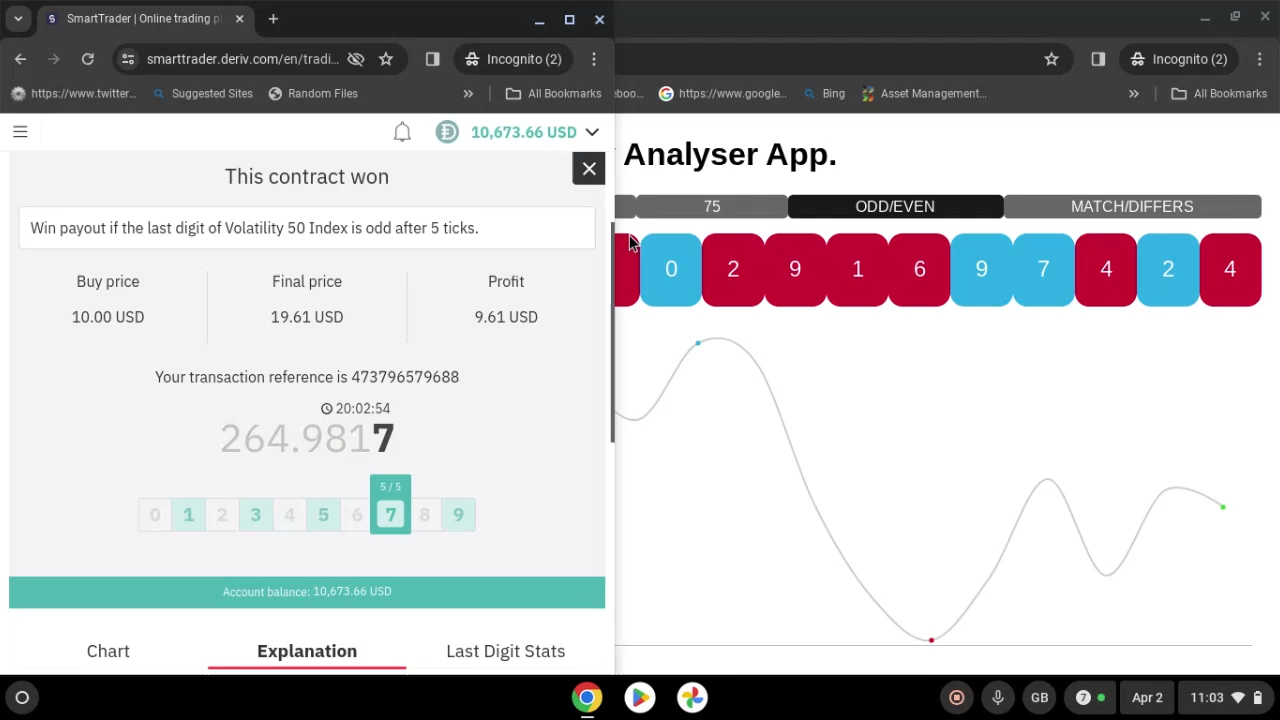 SmartTrader | Online trading pl
smarttrader.deriv.com/en/tradi...
Incognito (2)
Incognito (2)
https://www.twitter...
Suggested Sites
Random Files
»
All Bookmarks
eboo...
https://www.google...
Bing
Asset Management...
»
All Bookmarks
10,673.66 USD
This contract won
Win payout if the last digit of Volatility 50 Index is odd after 5 ticks.
Buy price
Final price
Profit
10.00 USD
19.61 USD
9.61 USD
Your transaction reference is 473796579688
20:02:54
264.9817
5 / 5
0 1 2 3 4 5 6 7 8 9
Account balance: 10,673.66 USD
Chart
Explanation
Last Digit Stats
Analyser App.
75
ODD/EVEN
MATCH/DIFFERS
0 2 9 1 6 9 7 4 2 4
GB
7
Apr 2
11:03